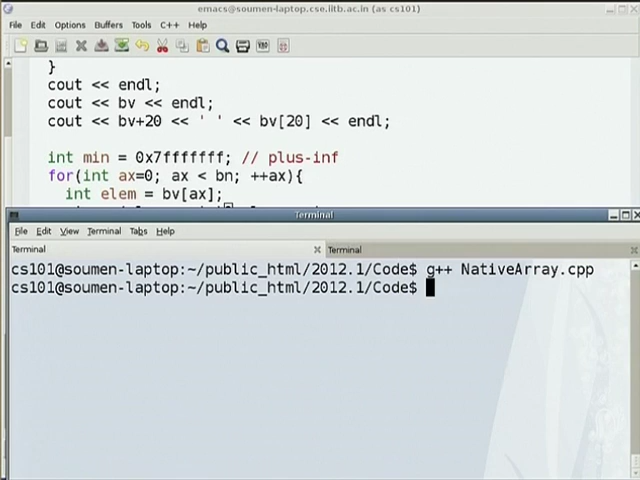 emacs@soumen-laptop.cse.iitb.ac.in (as cs101)
File Edit Options Buffers Tools C++ Help
}
cout << endl;
cout << bv << endl;
cout << bv+20 << ' ' << bv[20] << endl;
int min = 0x7fffffff; // plus-inf
for(int ax=0; ax < bn; ++ax){
int elem = bv[ax];
Terminal
File Edit View Terminal Tabs Help
Terminal Terminal
cs101@soumen-laptop:~/public_html/2012.1/Code$ g++ NativeArray.cpp
cs101@soumen-laptop:~/public_html/2012.1/Code$